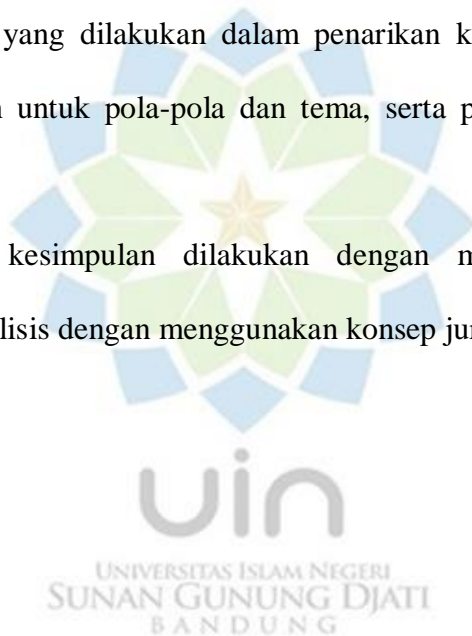 yang dilakukan dalam penarikan k
untuk pola-pola dan tema, serta p
kesimpulan dilakukan dengan m
lisis dengan menggunakan konsep jur
uin
UNIVERSITAS ISLAM NEGERI
SUNAN GUNUNG DJATI
BANDUNG